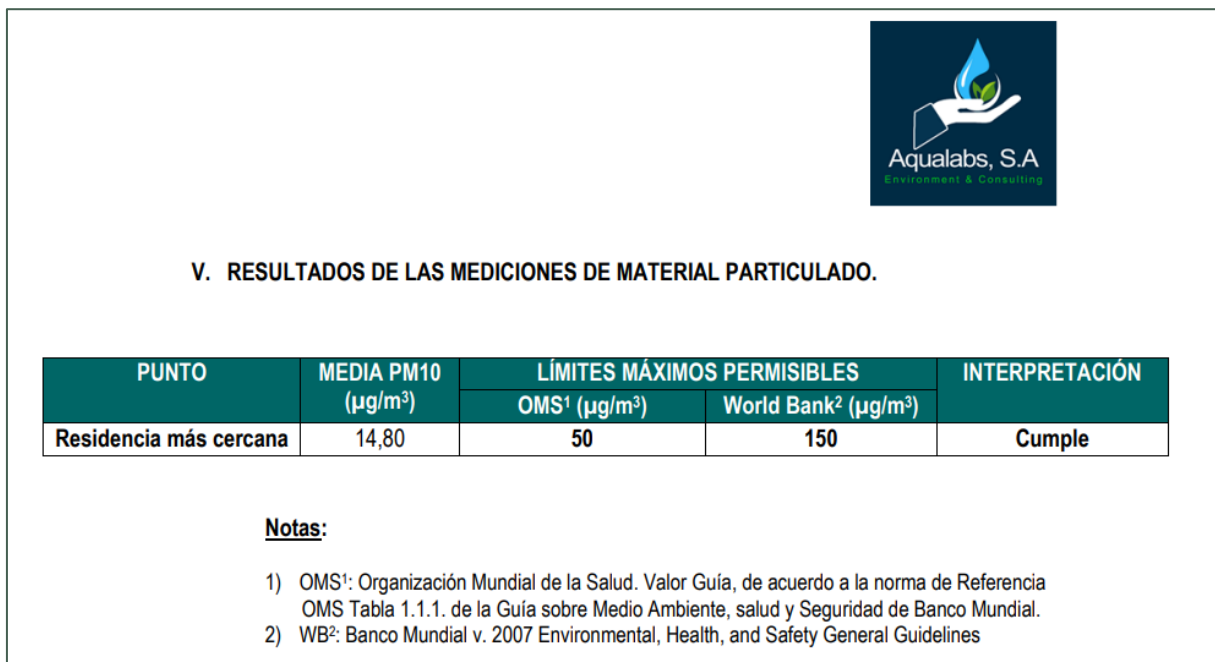 Aqualabs, S.A
Environment & Consulting
V. RESULTADOS DE LAS MEDICIONES DE MATERIAL PARTICULADO.
PUNTO MEDIA PM10 (µg/m³) LÍMITES MÁXIMOS PERMISIBLES INTERPRETACIÓN
OMS¹ (µg/m³) World Bank² (µg/m³)
Residencia más cercana 14,80 50 150 Cumple
Notas:
1) OMS¹: Organización Mundial de la Salud. Valor Guía, de acuerdo a la norma de Referencia
OMS Tabla 1.1.1. de la Guía sobre Medio Ambiente, salud y Seguridad de Banco Mundial.
2) WB²: Banco Mundial v. 2007 Environmental, Health, and Safety General Guidelines